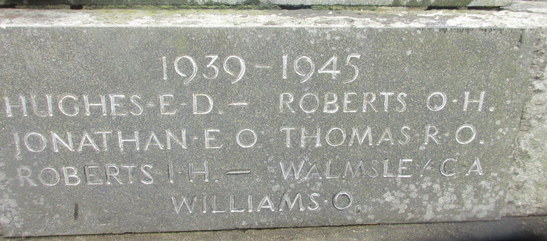 1939-1945
HUGHES·E·D.- ROBERTS O·H.
JONATHAN·E O THOMAS R·O.
ROBERTS I·H. - WALMSLEY C·A
WILLIAMS·O.